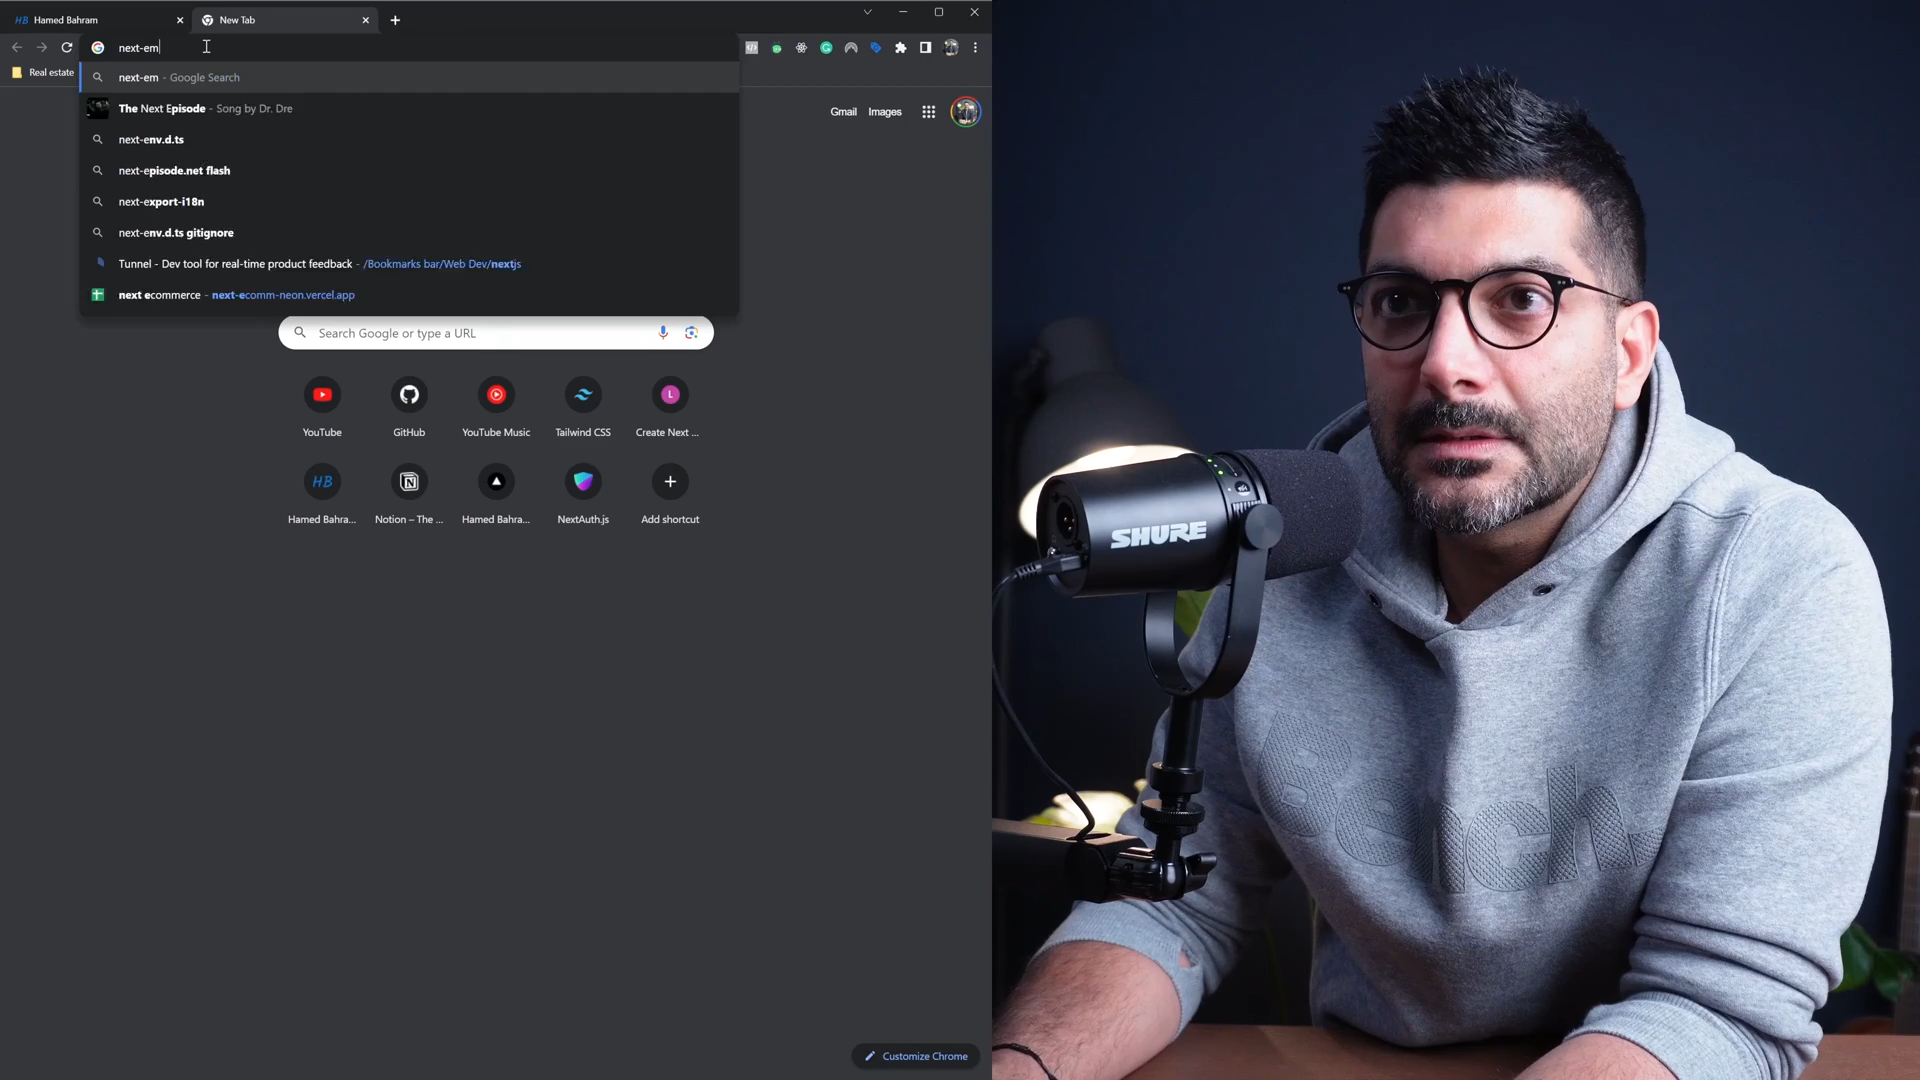 HB Hamed Bahram
New Tab
next-em
Real estate
next-em - Google Search
The Next Episode - Song by Dr. Dre
next-env.d.ts
next-episode.net flash
next-export-i18n
next-env.d.ts gitignore
Tunnel - Dev tool for real-time product feedback - /Bookmarks bar/Web Dev/nextjs
next ecommerce - next-ecomm-neon.vercel.app
Gmail Images
Search Google or type a URL
L
YouTube GitHub YouTube Music Tailwind CSS Create Next ...
HB
Hamed Bahra... Notion – The ... Hamed Bahra... NextAuth.js Add shortcut
Customize Chrome
SHURE
Bench.